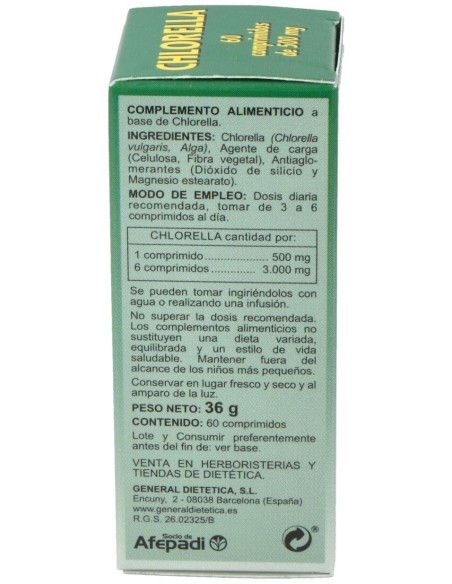 CHLORELLA
60
comprimidos
de 500 mg
COMPLEMENTO ALIMENTICIO a
base de Chlorella.
INGREDIENTES: Chlorella (Chlorella
vulgaris, Alga), Agente de carga
(Celulosa, Fibra vegetal), Antiaglo-
merantes (Dióxido de silicio y
Magnesio estearato).
MODO DE EMPLEO: Dosis diaria
recomendada, tomar de 3 a 6
comprimidos al día.
CHLORELLA cantidad por:
1 comprimido .................. 500 mg
6 comprimidos ............... 3.000 mg
Se pueden tomar ingiriéndolos con
agua o realizando una infusión.
No superar la dosis recomendada.
Los complementos alimenticios no
sustituyen una dieta variada,
equilibrada y un estilo de vida
saludable. Mantener fuera del
alcance de los niños más pequeños.
Conservar en lugar fresco y seco y al
amparo de la luz.
PESO NETO: 36 g
CONTENIDO: 60 comprimidos
Lote y Consumir preferentemente
antes del fin de: ver base.
VENTA EN HERBORISTERIAS Y
TIENDAS DE DIETÉTICA.
GENERAL DIETETICA, S.L.
Encuny, 2 - 08038 Barcelona (España)
www.generaldietetica.es
R.G.S. 26.02325/B
Socio de
Afepadi
®